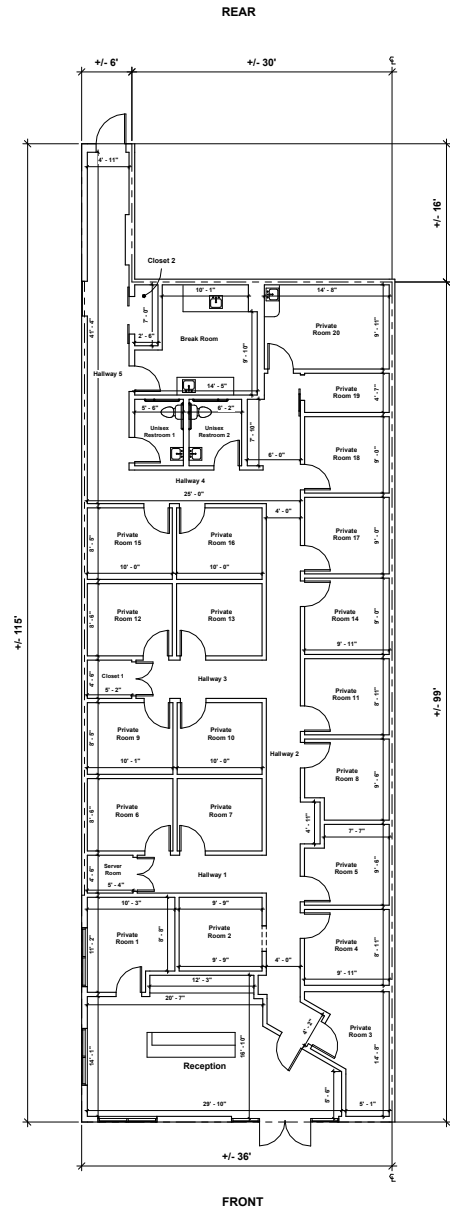 REAR
+/- 6'
+/- 30'
℄
4' - 11"
+/- 16'
Closet 2
10' - 1"
14' - 8"
7' - 0"
2' - 6"
41' - 4"
Break Room
9' - 10"
Private
Room 20
9' - 11"
Hallway 5
14' - 5"
Private
Room 19
4' - 7"
5' - 6"
6' - 2"
Unisex
Restroom 1
Unisex
Restroom 2
7' - 10"
6' - 0"
Private
Room 18
9' - 0"
Hallway 4
25' - 0"
4' - 0"
8' - 6"
Private
Room 15
Private
Room 16
10' - 0"
10' - 0"
Private
Room 17
9' - 0"
8' - 6"
Private
Room 12
Private
Room 13
Private
Room 14
9' - 0"
9' - 11"
+/- 115'
+/- 99'
4' - 6"
Closet 1
5' - 2"
Hallway 3
Private
Room 11
8' - 11"
8' - 6"
Private
Room 9
Private
Room 10
10' - 1"
10' - 0"
Hallway 2
Private
Room 8
9' - 6"
8' - 6"
Private
Room 6
Private
Room 7
4' - 11"
7' - 7"
4' - 6"
Server
Room
5' - 4"
Hallway 1
Private
Room 5
9' - 6"
10' - 3"
9' - 9"
11' - 2"
Private
Room 1
8' - 8"
Private
Room 2
9' - 9"
4' - 0"
Private
Room 4
8' - 11"
9' - 11"
12' - 3"
20' - 7"
14' - 1"
16' - 10"
Reception
4' - 2"
Private
Room 3
14' - 8"
5' - 6"
29' - 10"
5' - 1"
+/- 36'
℄
FRONT